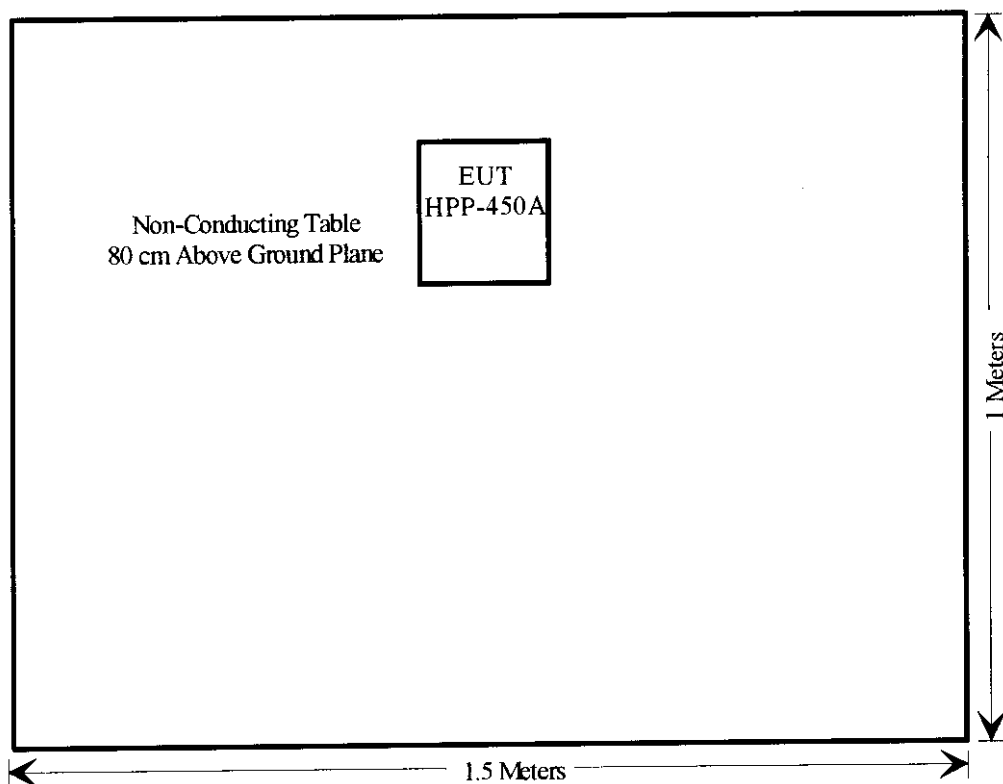 EUT
HPP-450A
Non-Conducting Table
80 cm Above Ground Plane
1 Meters
1.5 Meters